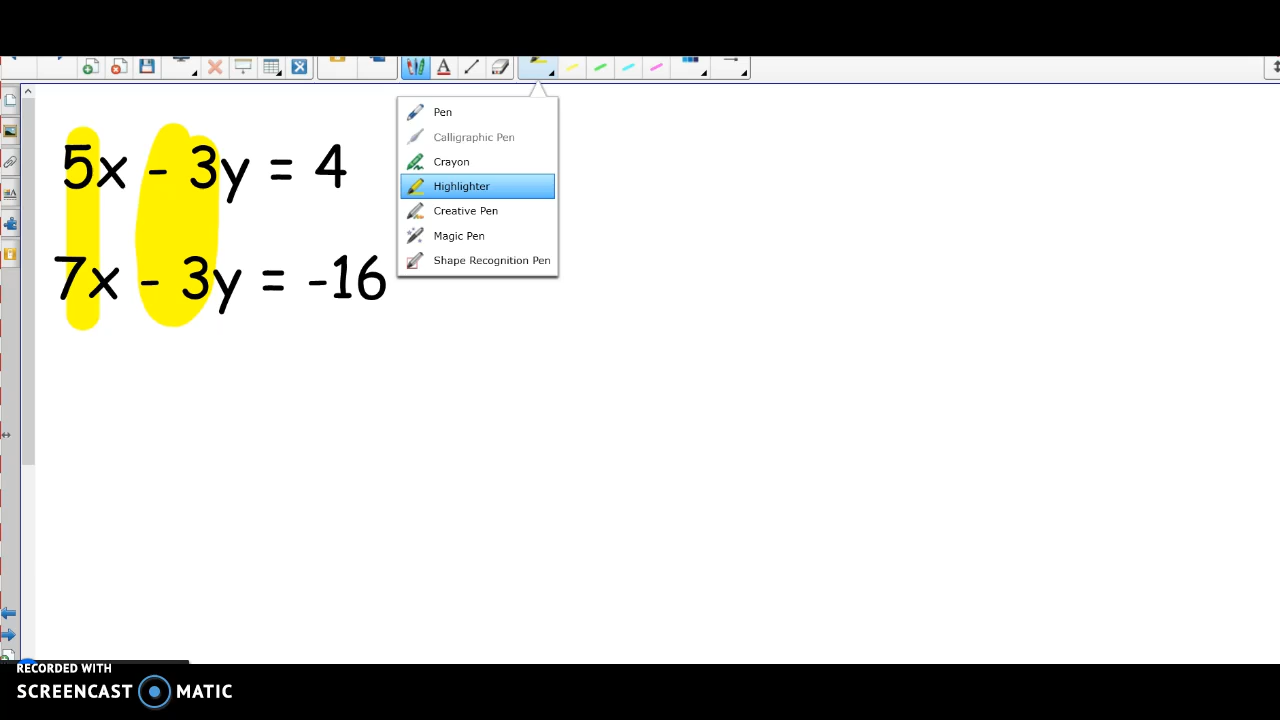 5x - 3y = 4
7x - 3y = -16
Pen
Calligraphic Pen
Crayon
Highlighter
Creative Pen
Magic Pen
Shape Recognition Pen
RECORDED WITH
SCREENCAST MATIC